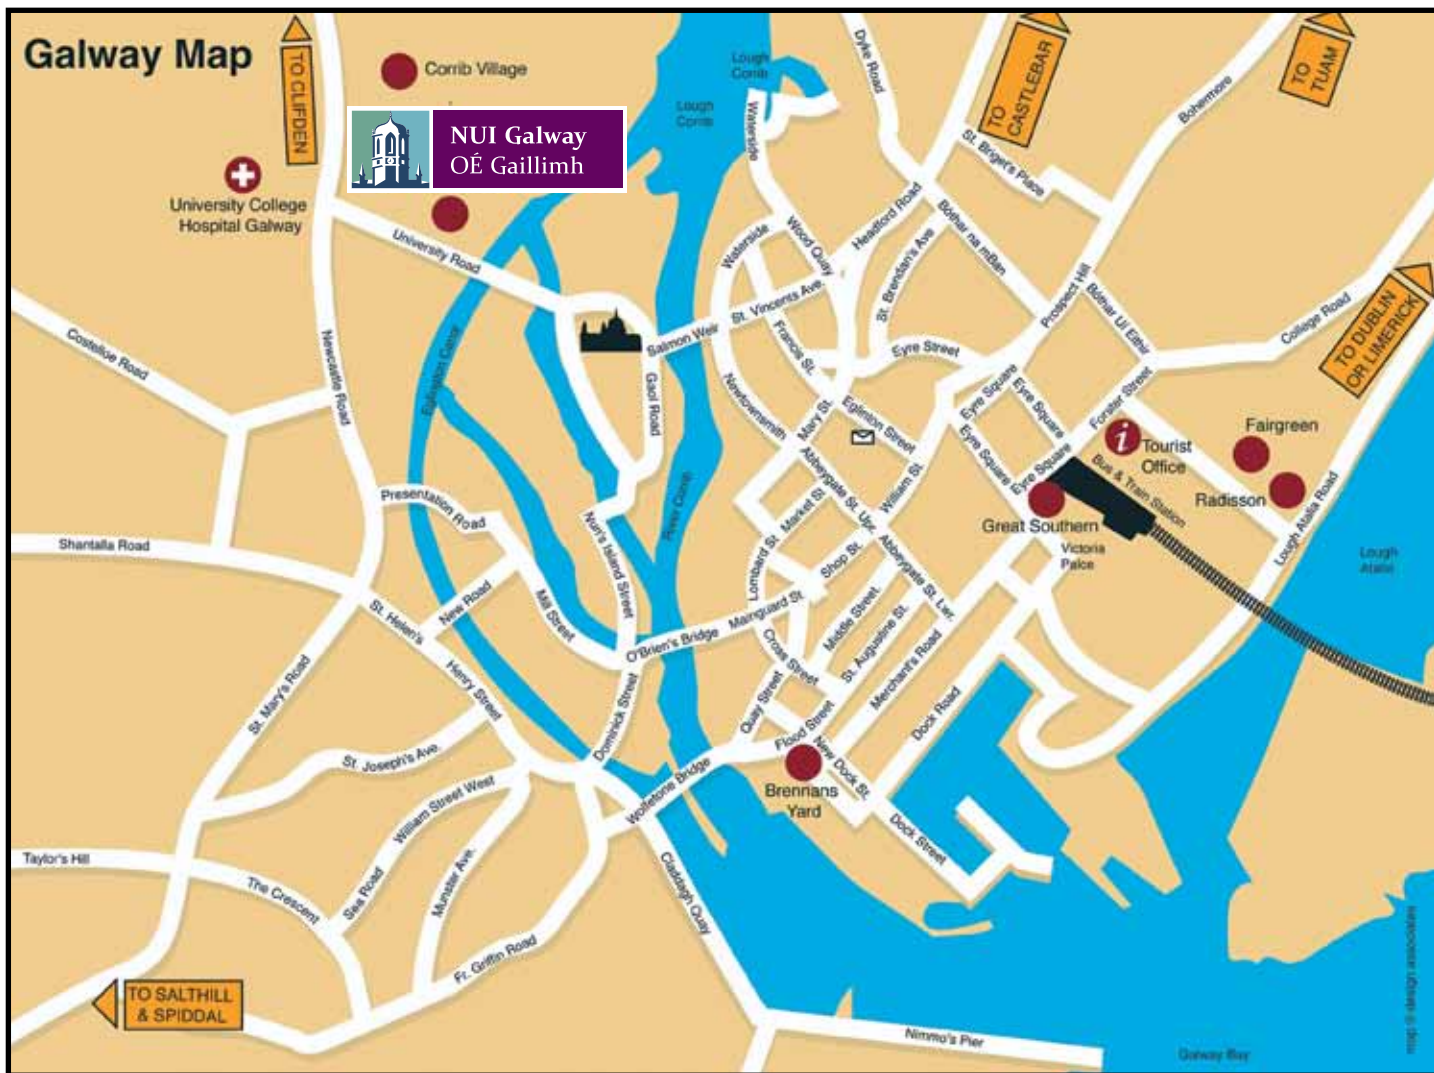 Galway Map
TO CLIFDEN
Corrib Village
NUI Galway
OÉ Gaillimh
University College
Hospital Galway
University Road
Lough
Corrib
Lough
Corrib
Waterside
Dyke Road
TO
CASTLEBAR
TO
TUAM
Bohermore
St. Briget's Place
Headford Road
Bóthar na mBan
St. Brendan's Ave
Wood Quay
Waterside
St. Vincents Ave.
Salmon Weir
Francis St.
Eyre Street
Prospect Hill
Bóthar Uí Eithir
College Road
TO DUBLIN
OR LIMERICK
Costelloe Road
Newcastle Road
Eglington Canal
Gaol Road
Newtownsmith
Mary St.
Eglinton Street
Eyre Square
Eyre Square
Eyre Square
Eyre Square
Forster Street
Tourist
Office
Fairgreen
Radisson
Bus & Train Station
Great Southern
Victoria
Palce
Lough Atalia Road
Lough
Atalia
Abbeygate St. Upr.
William St.
Market St.
Lombard St.
Shop St.
Abbeygate St. Lwr.
Presentation Road
Nun's Island Street
River Corrib
Shantalla Road
St. Helen's
New Road
Mill Street
O'Brien's Bridge
Mainguard St.
Middle Street
St. Augustine St.
Cross Street
Merchant's Road
Henry Street
Dominick Street
Quay Street
Flood Street
Dock Road
St. Mary's Road
St. Joseph's Ave.
William Street West
Wolfetone Bridge
New Dock St.
Brennans
Yard
Dock Street
Taylor's Hill
The Crescent
Sea Road
Munster Ave.
Claddagh Quay
Fr. Griffin Road
TO SALTHILL
& SPIDDAL
Nimmo's Pier
Galway Bay
map © design associates